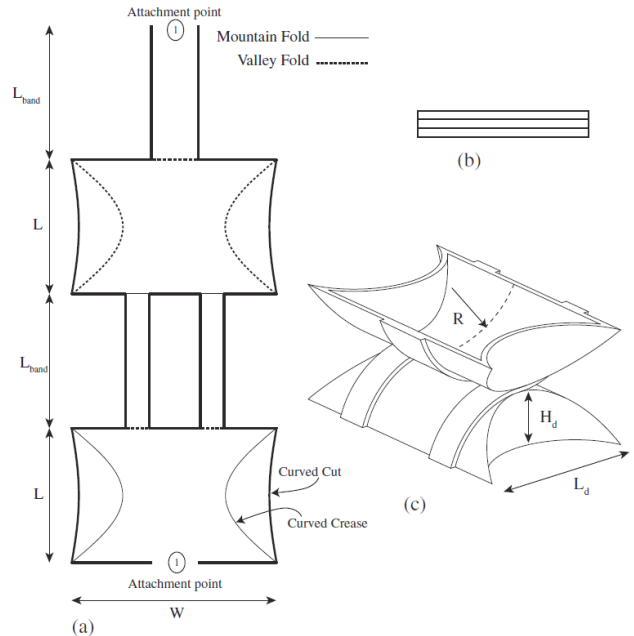 Attachment point
1
Mountain Fold
Valley Fold
L_band
(b)
L
R
L_band
H_d
L_d
(c)
L
Curved Cut
Curved Crease
1
Attachment point
W
(a)